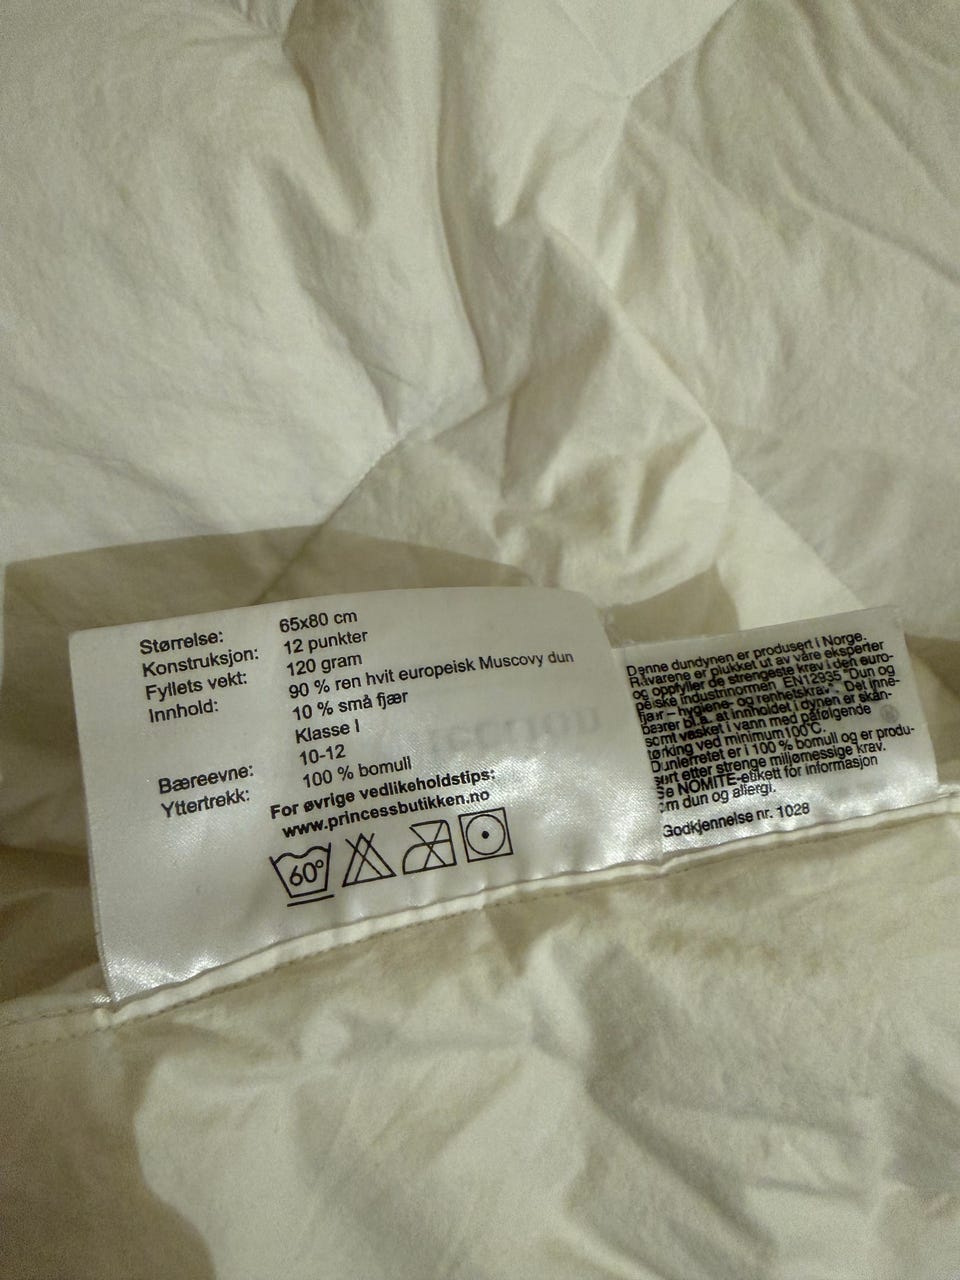 Størrelse: 65x80 cm
Konstruksjon: 12 punkter
Fyllets vekt: 120 gram
Innhold: 90 % ren hvit europeisk Muscovy dun
10 % små fjær
Klasse I
Bæreevne: 10-12
Yttertrekk: 100 % bomull
For øvrige vedlikeholdstips:
www.princessbutikken.no
60°
Denne dundynen er produsert i Norge.
Råvarene er plukket ut av våre eksperter
og oppfyller de strengeste krav i den euro-
peiske industrinormen EN12935 "Dun og
fjær – hygiene- og renhetskrav". Det inne-
bærer bl.a. at innholdet i dynen er skån-
somt vasket i vann med påfølgende
tørking ved minimum 100°C.
Dunlerretet er i 100 % bomull og er produ-
sert etter strenge miljømessige krav.
Se NOMITE-etikett for informasjon
om dun og allergi.
Godkjennelse nr. 1028